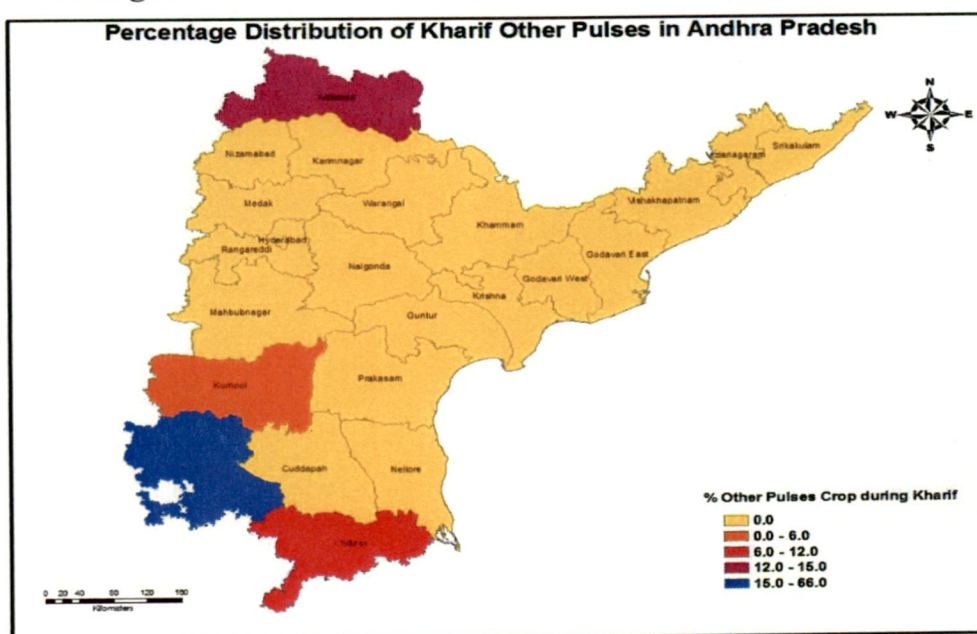 Percentage Distribution of Kharif Other Pulses in Andhra Pradesh
N
W
E
S
Nizamabad
Karimnagar
Medak
Warangal
Hyderabad
Rangareddi
Khammam
Nalgonda
Mahbubnagar
Vizianagaram
Srikakulam
Vishakhapatnam
Godavari East
Godavari West
Krishna
Guntur
Prakasam
Kurnool
Cuddapah
Nellore
% Other Pulses Crop during Kharif
0.0
0.0 - 6.0
6.0 - 12.0
12.0 - 15.0
15.0 - 66.0
0 20 40 80 120 160
Kilometers